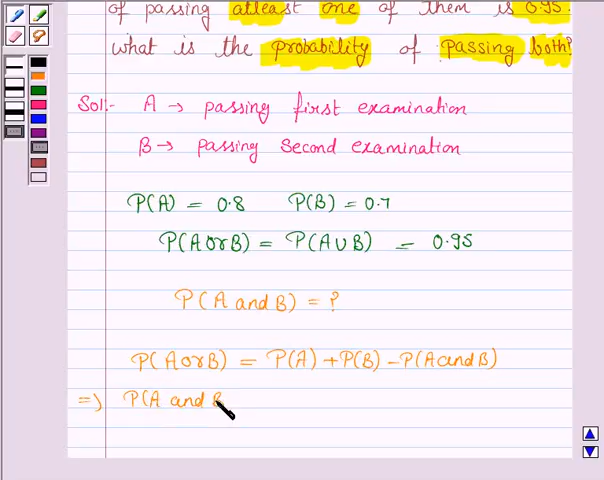 of passing atleast one of them is 0.95.
what is the probability of passing both?
Sol:- A → passing first examination
B → passing Second examination
P(A) = 0.8 P(B) = 0.7
P(A or B) = P(A ∪ B) = 0.95
P(A and B) = ?
P(A or B) = P(A) + P(B) - P(A and B)
=) P(A and B